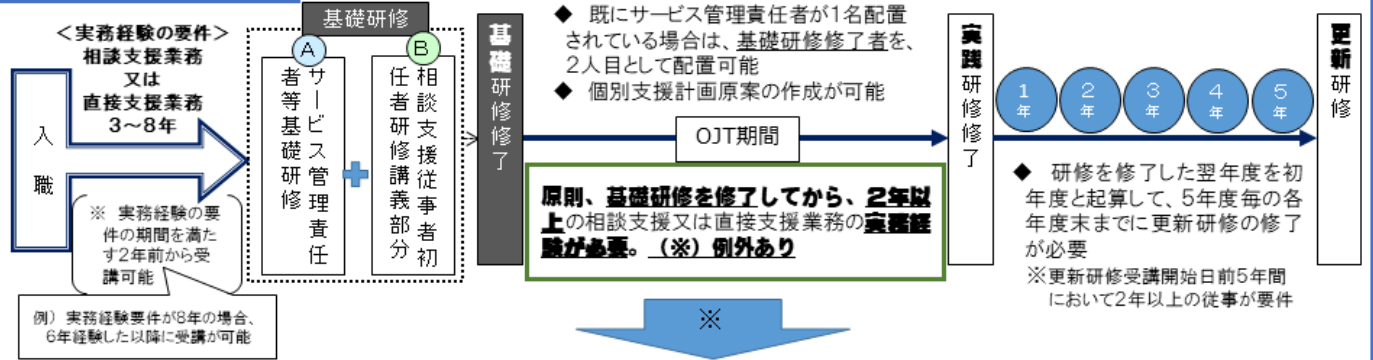 ＜実務経験の要件＞
相談支援業務
又は
直接支援業務
3～8年
入職
※ 実務経験の要
件の期間を満た
す2年前から受
講可能
例）実務経験要件が8年の場合、
6年経験した以降に受講が可能
基礎研修
A
サービス管理責任
者等基礎研修
B
相談支援従事者初
任者研修講義部分
基礎研修修了
◆ 既にサービス管理責任者が1名配置
されている場合は、基礎研修修了者を、
2人目として配置可能
◆ 個別支援計画原案の作成が可能
OJT期間
原則、基礎研修を修了してから、2年以
上の相談支援又は直接支援業務の実務経
験が必要。（※）例外あり
※
実践研修修了
1年
2年
3年
4年
5年
◆ 研修を修了した翌年度を初
年度と起算して、5年度毎の各
年度末までに更新研修の修了
が必要
※更新研修受講開始日前5年間
において2年以上の従事が要件
更新研修